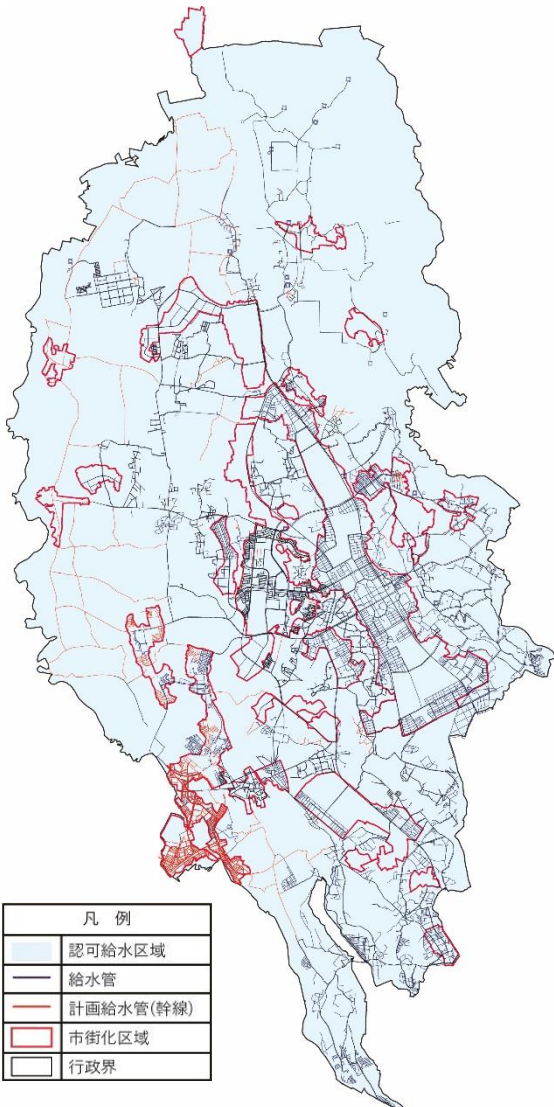 凡 例
認可給水区域
給水管
計画給水管(幹線)
市街化区域
行政界